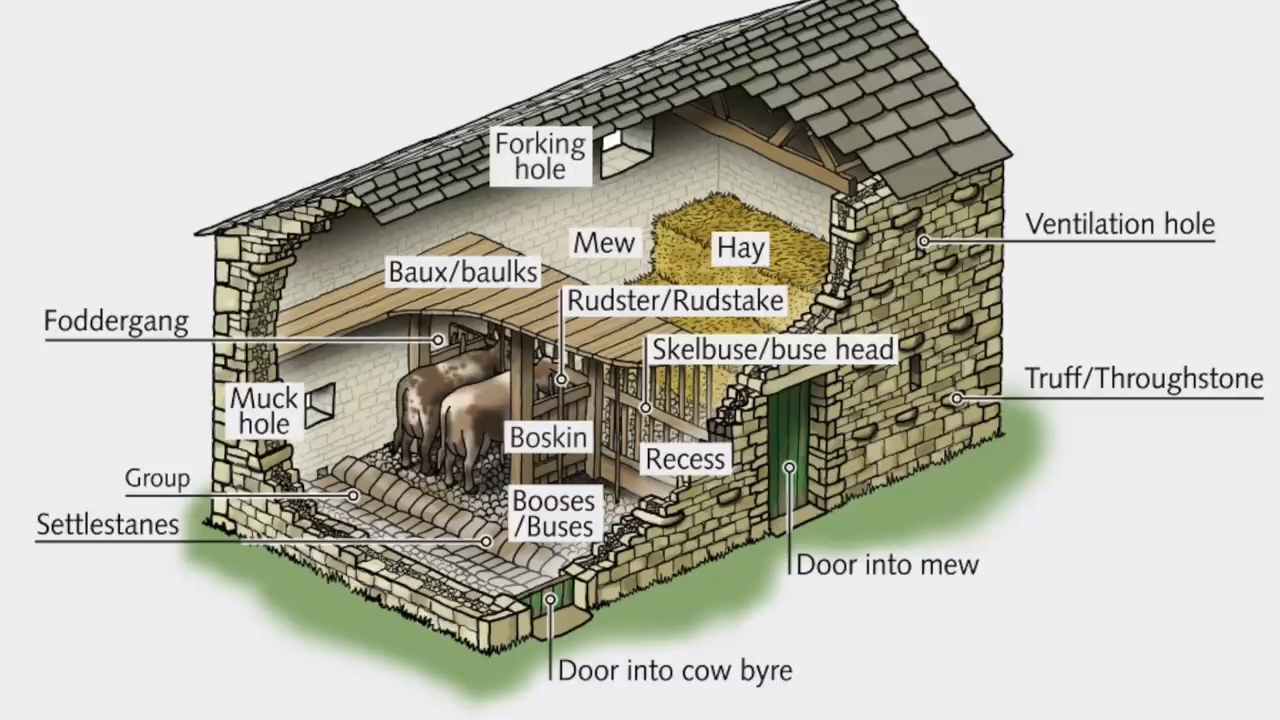 Forking
hole
Ventilation hole
Mew
Hay
Baux/baulks
Rudster/Rudstake
Foddergang
Skelbuse/buse head
Truff/Throughstone
Muck
hole
Boskin
Recess
Group
Booses
/Buses
Settlestanes
Door into mew
Door into cow byre